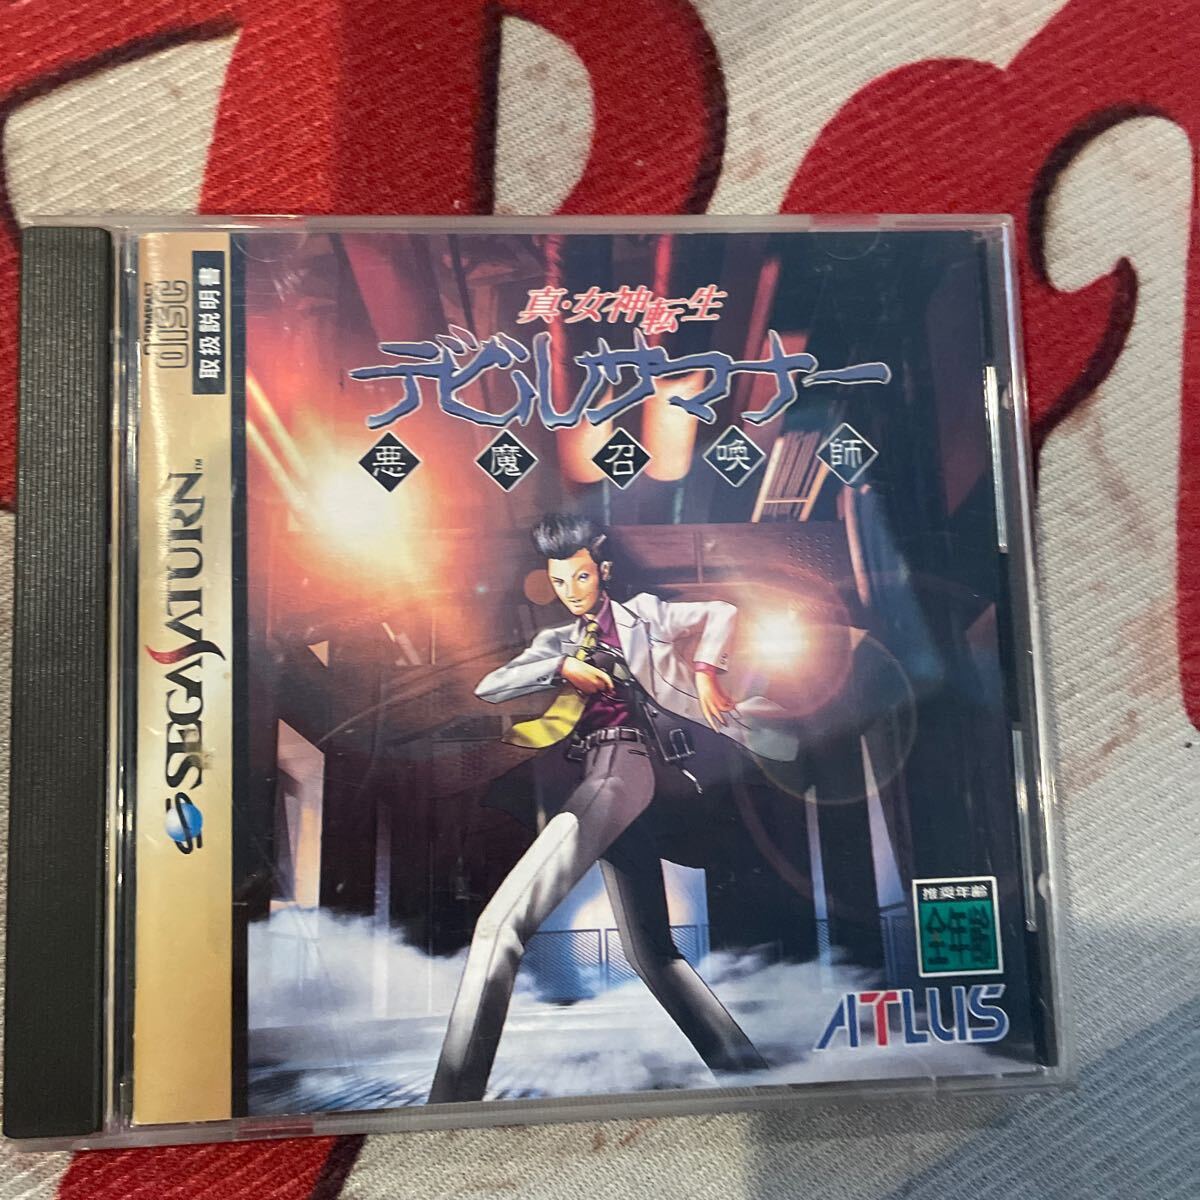 真・女神転生
デビルサマナー
悪魔召喚師
COMPACT
DISC
取扱説明書
SEGA SATURN™
推奨年齢
全年齢
ATLUS